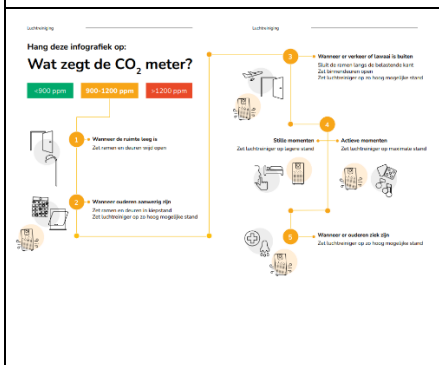 Luchtreiniging
Luchtreiniging
Hang deze infografiek op:
Wat zegt de CO₂ meter?
<900 ppm
900-1200 ppm
>1200 ppm
1
Wanneer de ruimte leeg is
Zet ramen en deuren wijd open
2
Wanneer ouderen aanwezig zijn
Zet ramen en deuren in kiepstand
Zet luchtreiniger op zo hoog mogelijke stand
3
Wanneer er verkeer of lawaai is buiten
Sluit de ramen langs de belastende kant
Zet binnendeuren open
Zet luchtreiniger op zo hoog mogelijke stand
4
Stille momenten
Zet luchtreiniger op lagere stand
Actieve momenten
Zet luchtreiniger op maximale stand
5
Wanneer er ouderen ziek zijn
Zet luchtreiniger op zo hoog mogelijke stand